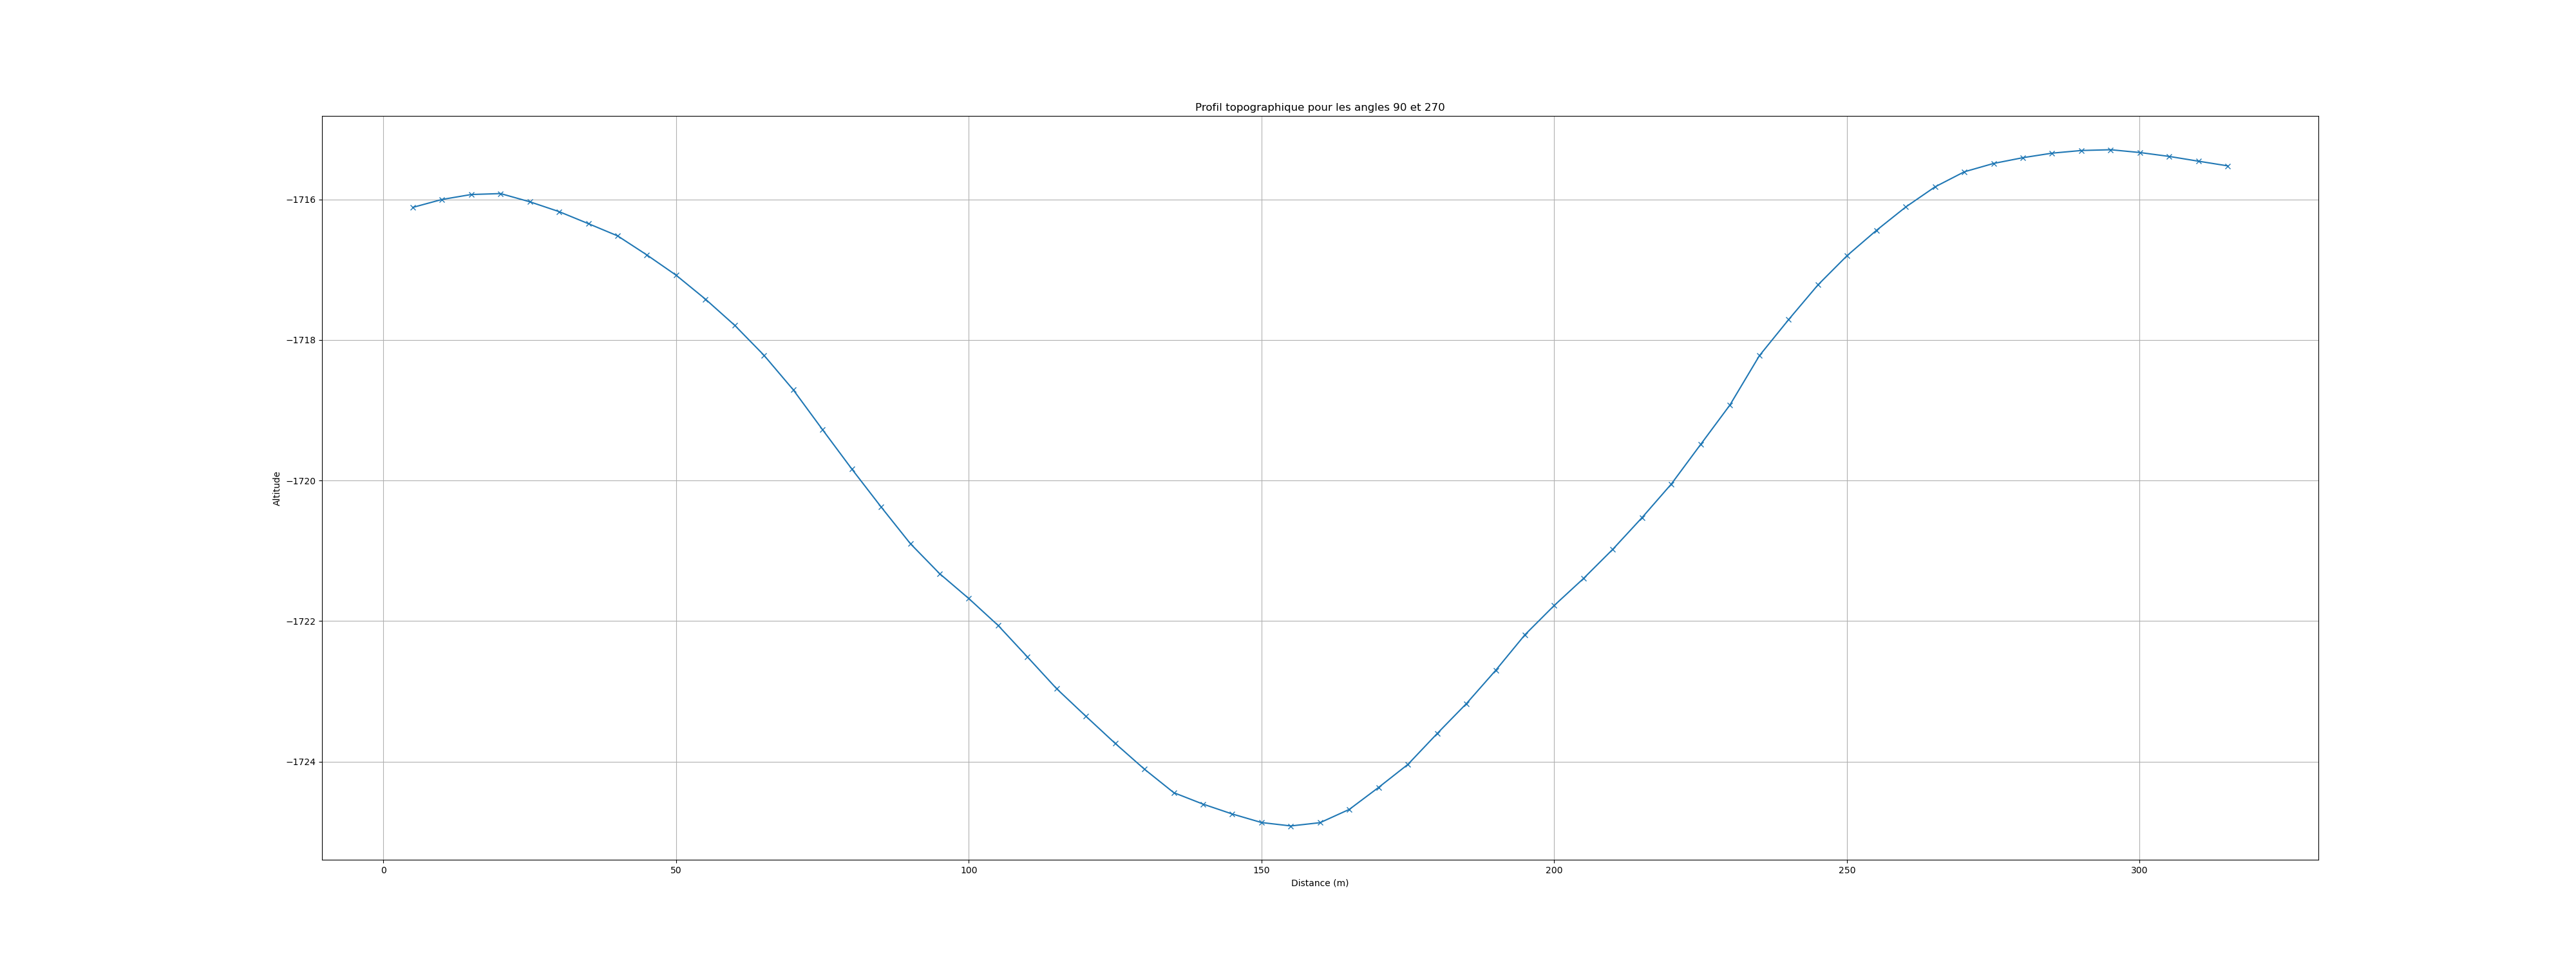 Profil topographique pour les angles 90 et 270
−1716
−1718
−1720
−1722
−1724
Altitude
0 50 100 150 200 250 300
Distance (m)